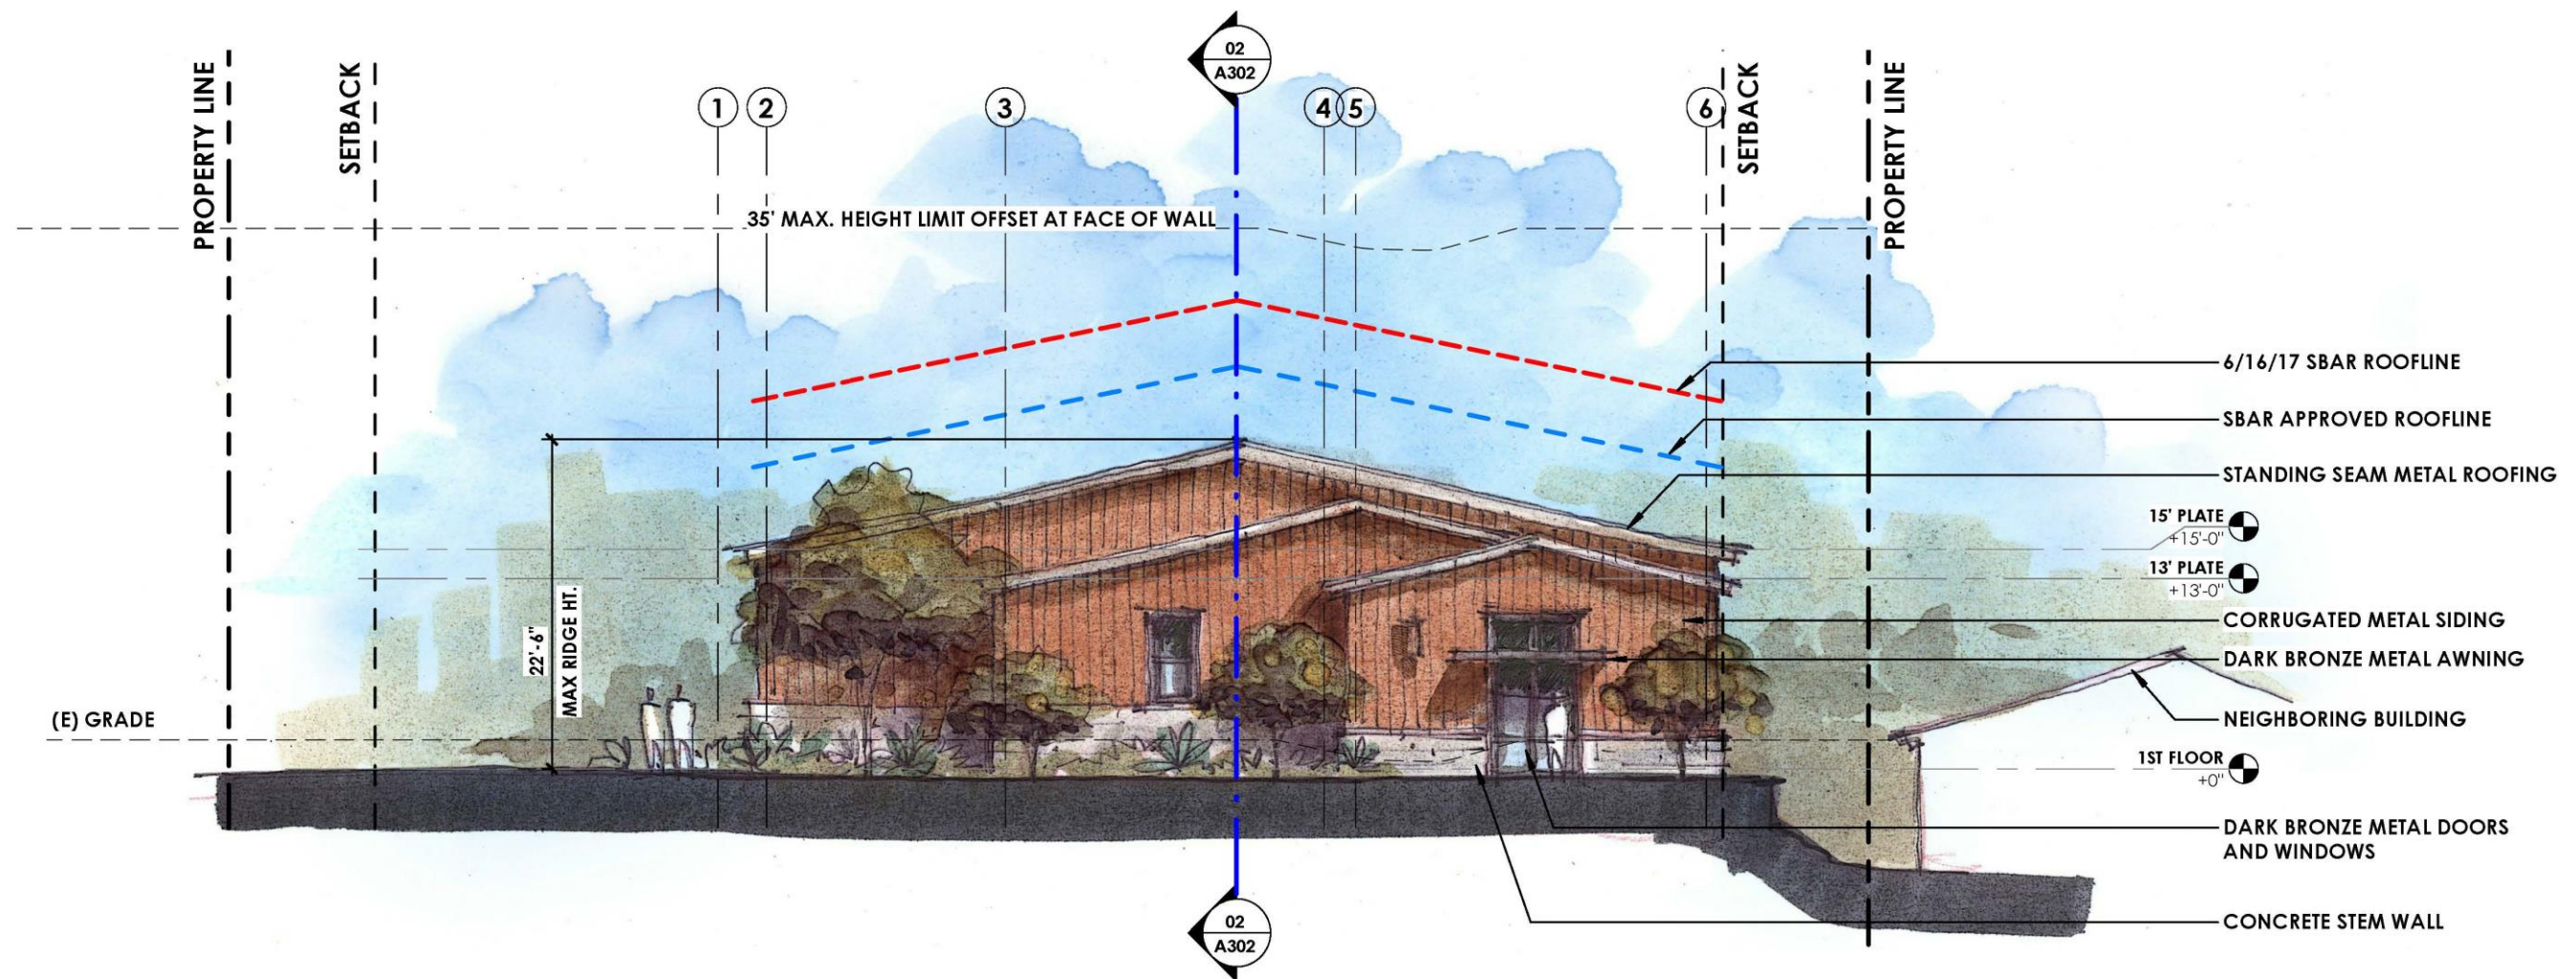 02
A302
PROPERTY LINE
SETBACK
1
2
3
4
5
6
SETBACK
PROPERTY LINE
35' MAX. HEIGHT LIMIT OFFSET AT FACE OF WALL
6/16/17 SBAR ROOFLINE
SBAR APPROVED ROOFLINE
STANDING SEAM METAL ROOFING
15' PLATE
+15'-0"
13' PLATE
+13'-0"
22'-6"
MAX RIDGE HT.
CORRUGATED METAL SIDING
DARK BRONZE METAL AWNING
(E) GRADE
NEIGHBORING BUILDING
1ST FLOOR
+0"
DARK BRONZE METAL DOORS
AND WINDOWS
CONCRETE STEM WALL
02
A302